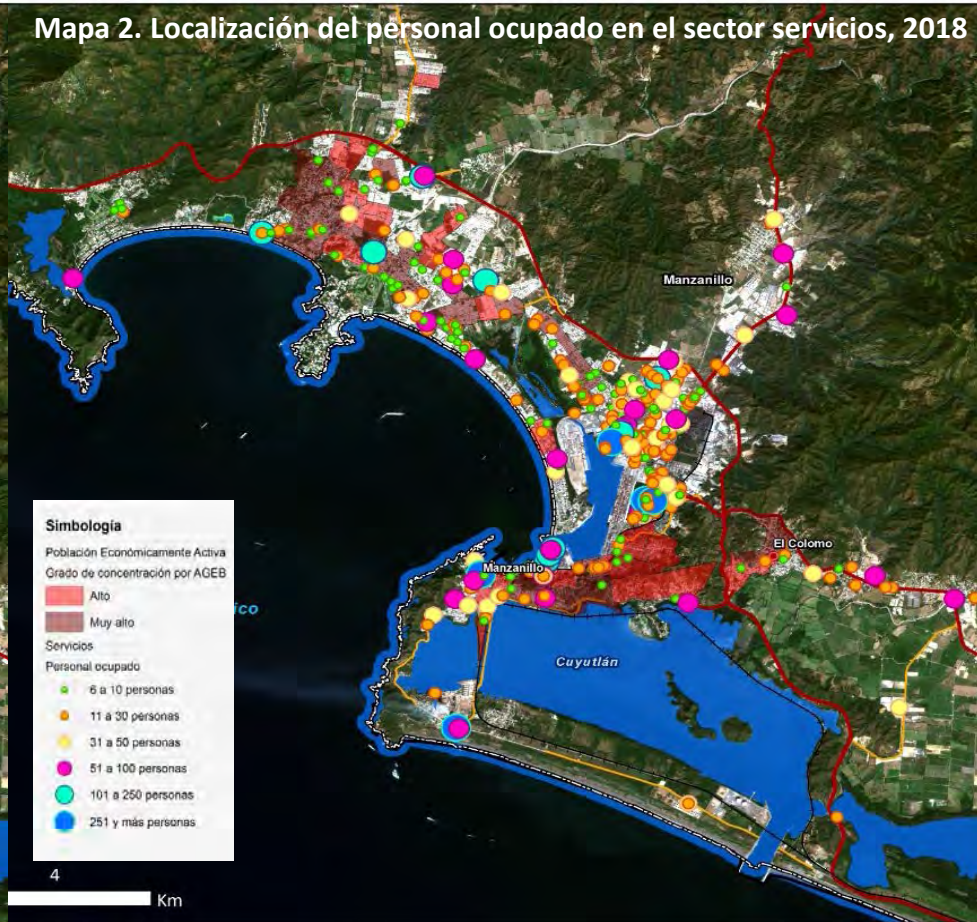 Mapa 2. Localización del personal ocupado en el sector servicios, 2018
Manzanillo
El Colomo
Manzanillo
Cuyutlán
ico
Simbología
Población Económicamente Activa
Grado de concentración por AGEB
Alto
Muy alto
Servicios
Personal ocupado
6 a 10 personas
11 a 30 personas
31 a 50 personas
51 a 100 personas
101 a 250 personas
251 y más personas
4
Km